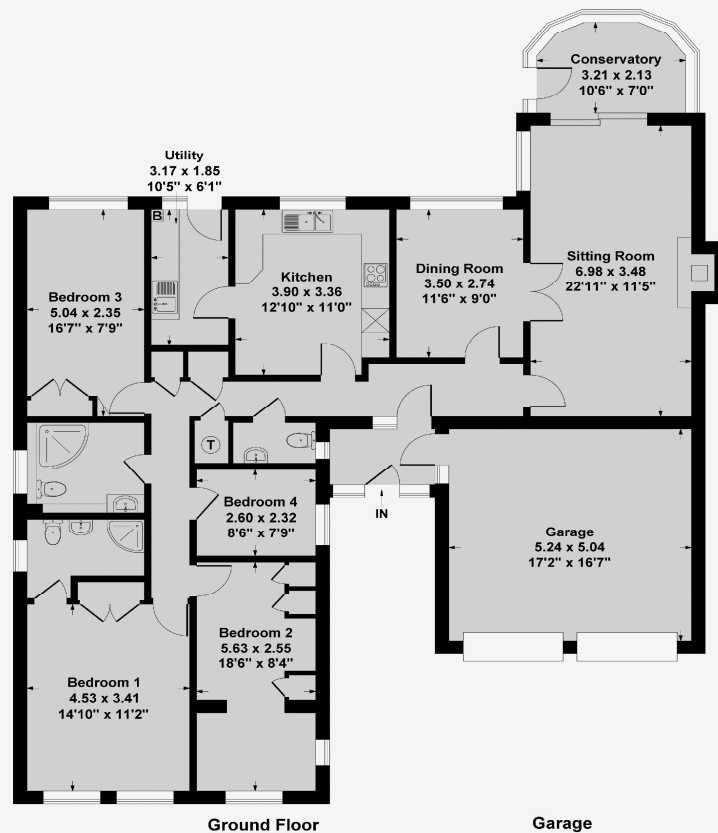 Conservatory
3.21 x 2.13
10'6" x 7'0"
Utility
3.17 x 1.85
10'5" x 6'1"
B
Kitchen
3.90 x 3.36
12'10" x 11'0"
Dining Room
3.50 x 2.74
11'6" x 9'0"
Sitting Room
6.98 x 3.48
22'11" x 11'5"
Bedroom 3
5.04 x 2.35
16'7" x 7'9"
T
Bedroom 4
2.60 x 2.32
8'6" x 7'9"
IN
Garage
5.24 x 5.04
17'2" x 16'7"
Bedroom 2
5.63 x 2.55
18'6" x 8'4"
Bedroom 1
4.53 x 3.41
14'10" x 11'2"
Ground Floor
Garage